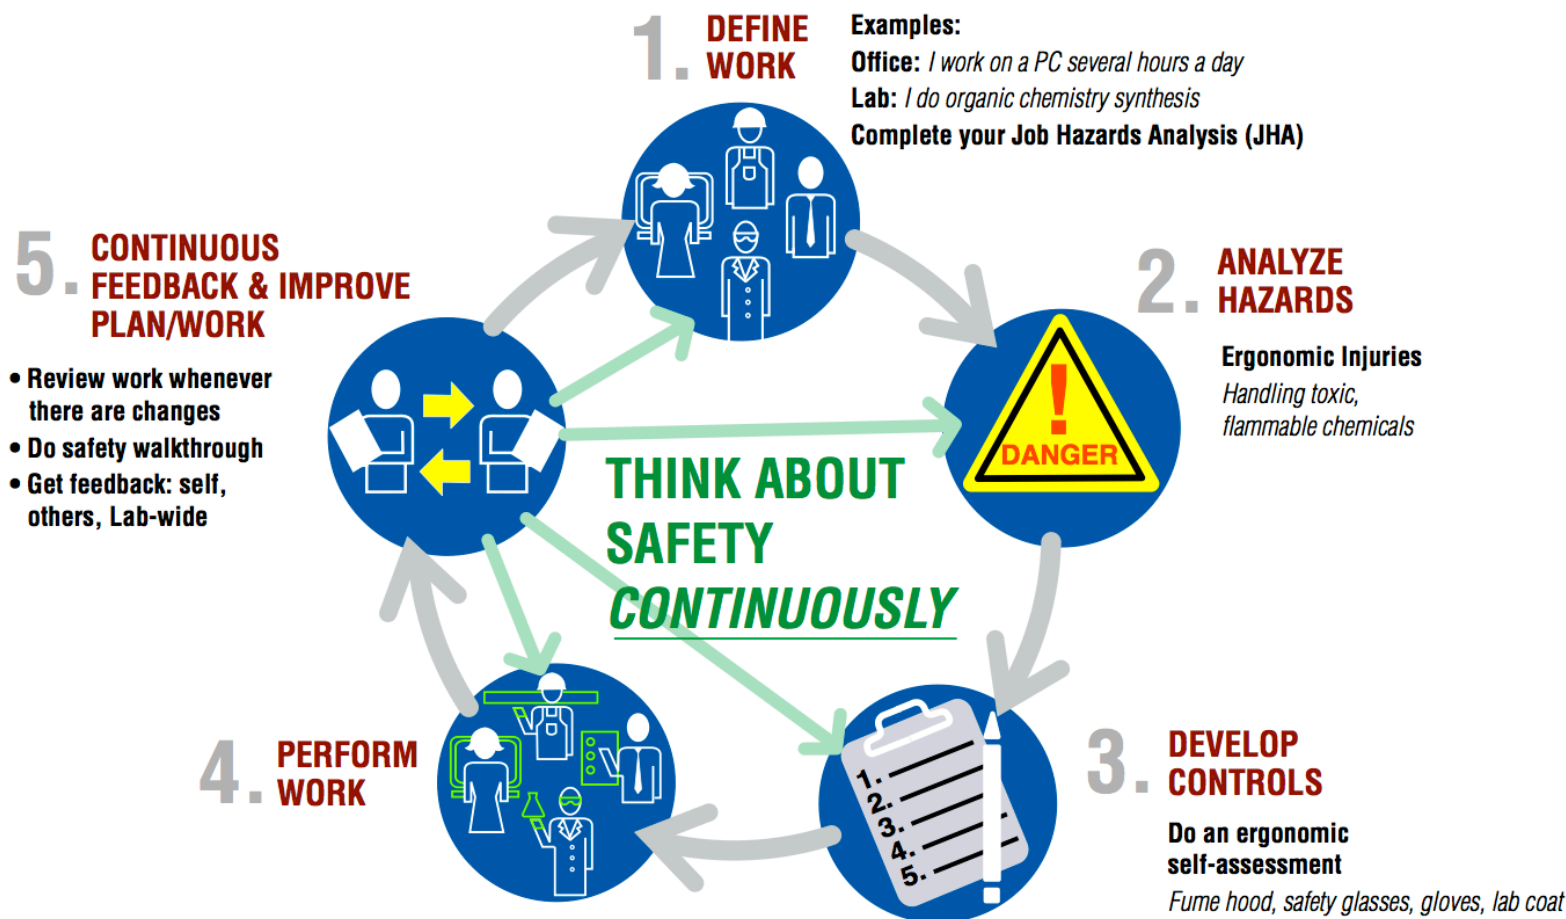 1. DEFINE
WORK
Examples:
Office: I work on a PC several hours a day
Lab: I do organic chemistry synthesis
Complete your Job Hazards Analysis (JHA)
2. ANALYZE
HAZARDS
Ergonomic Injuries
Handling toxic,
flammable chemicals
!
DANGER
3. DEVELOP
CONTROLS
Do an ergonomic
self-assessment
Fume hood, safety glasses, gloves, lab coat
1.
2.
3.
4.
5.
4. PERFORM
WORK
5. CONTINUOUS
FEEDBACK & IMPROVE
PLAN/WORK
• Review work whenever
there are changes
• Do safety walkthrough
• Get feedback: self,
others, Lab-wide
THINK ABOUT
SAFETY
CONTINUOUSLY